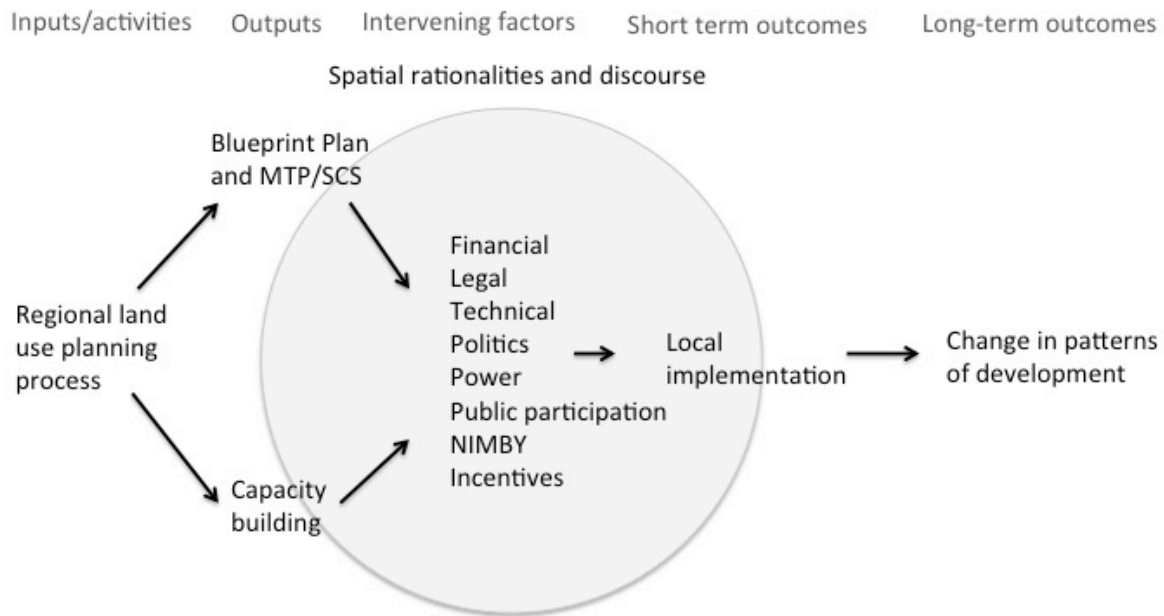 Inputs/activities Outputs Intervening factors Short term outcomes Long-term outcomes
Spatial rationalities and discourse
Blueprint Plan
and MTP/SCS
Regional land
use planning
process
Capacity
building
Financial
Legal
Technical
Politics
Power
Public participation
NIMBY
Incentives
Local
implementation
Change in patterns
of development